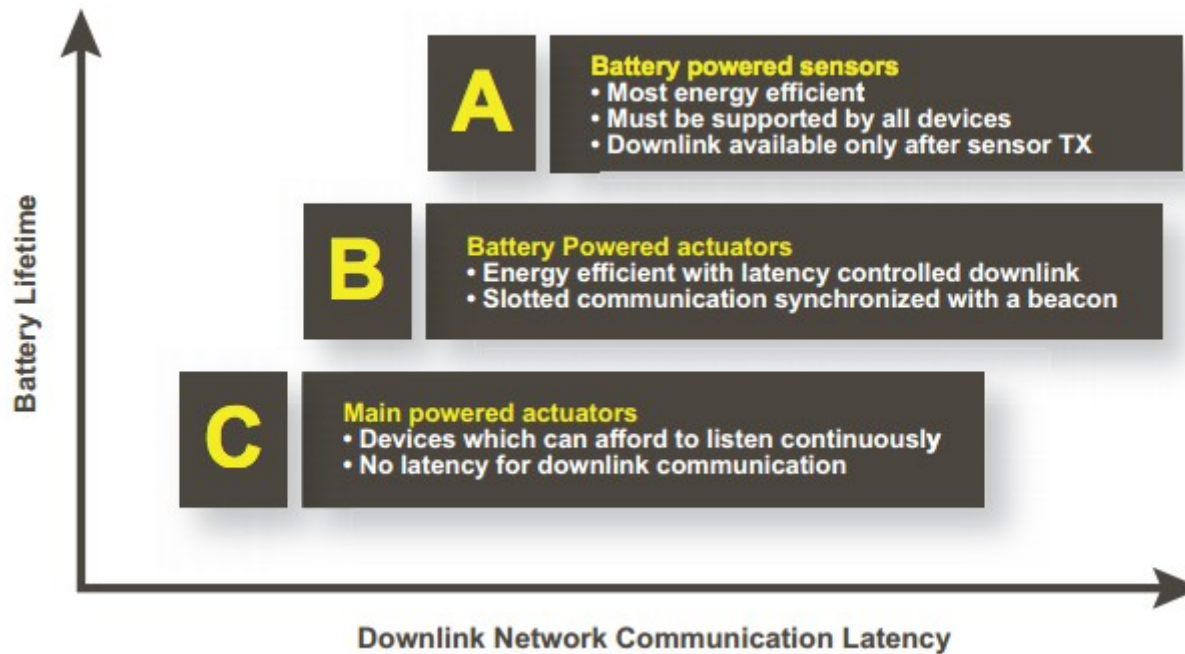 Battery Lifetime
A
Battery powered sensors
• Most energy efficient
• Must be supported by all devices
• Downlink available only after sensor TX
B
Battery Powered actuators
• Energy efficient with latency controlled downlink
• Slotted communication synchronized with a beacon
C
Main powered actuators
• Devices which can afford to listen continuously
• No latency for downlink communication
Downlink Network Communication Latency